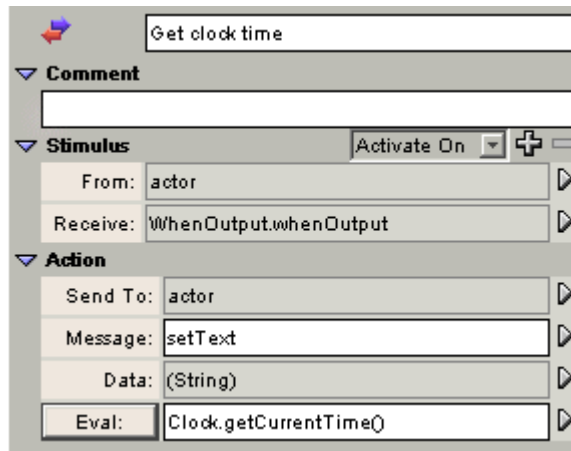 Get clock time
Comment
Stimulus Activate On
From: actor
Receive: WhenOutput.whenOutput
Action
Send To: actor
Message: setText
Data: (String)
Eval: Clock.getCurrentTime()